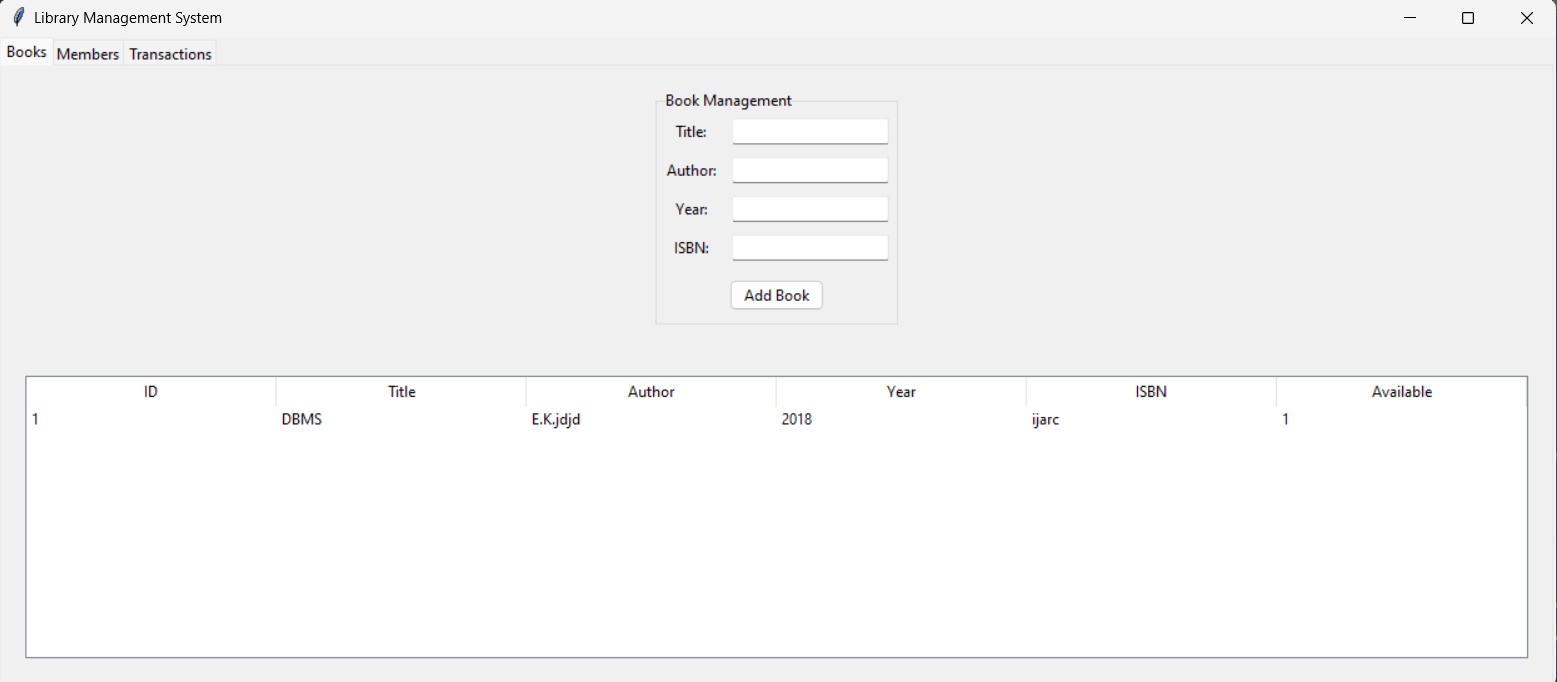 Library Management System
Books Members Transactions
Book Management
Title:
Author:
Year:
ISBN:
Add Book
ID Title Author Year ISBN Available
1 DBMS E.K.jdjd 2018 ijarc 1